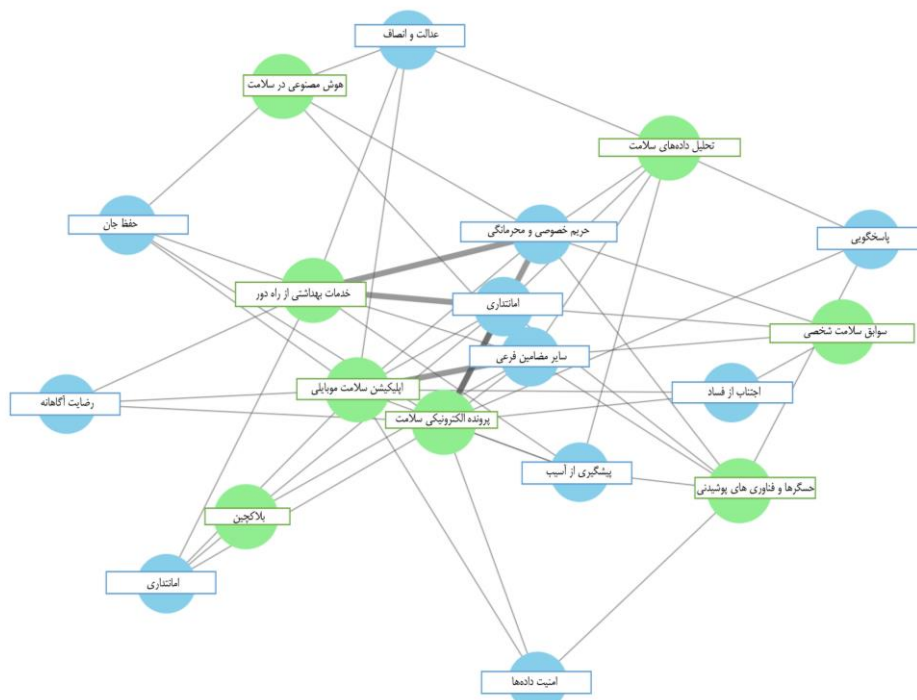 عدالت و انصاف
هوش مصنوعی در سلامت
تحلیل داده‌های سلامت
حفظ جان
حریم خصوصی و محرمانگی
پاسخگویی
خدمات بهداشتی از راه دور
امانتداری
سوابق سلامت شخصی
سایر مضامین فرعی
اپلیکیشن سلامت موبایلی
اجتناب از فساد
رضایت آگاهانه
پرونده الکترونیکی سلامت
پیشگیری از آسیب
حسگرها و فناوری های پوشیدنی
بلاکچین
امانتداری
امنیت داده‌ها